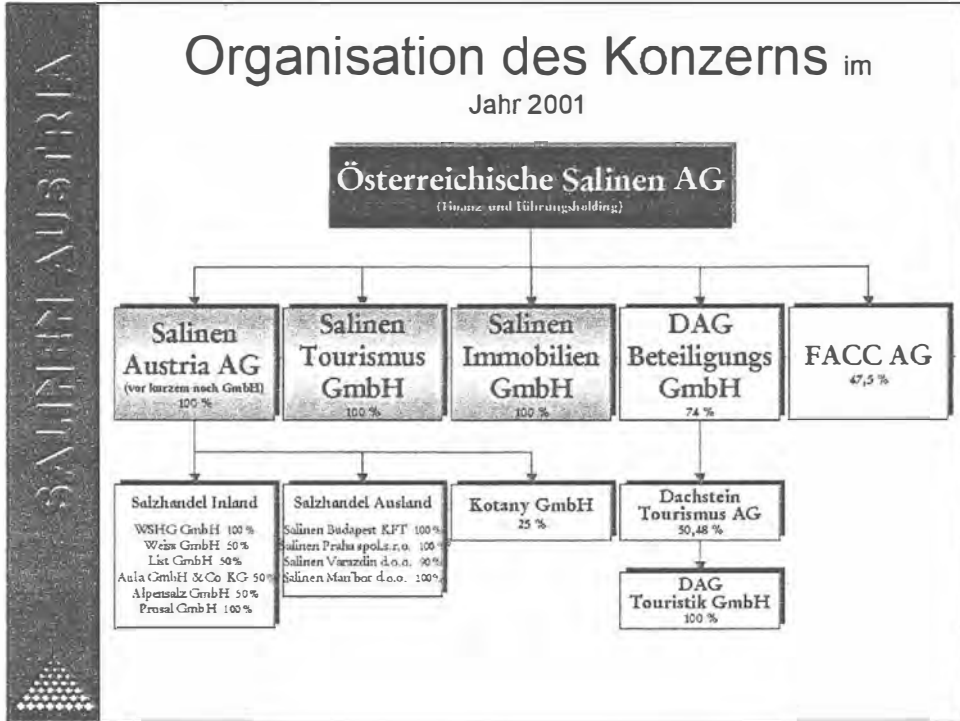 SALINEN AUSTRIA
Organisation des Konzerns im
Jahr 2001
Österreichische Salinen AG
(Finanz und Führungsholding)
Salinen
Austria AG
(vor kurzem noch GmbH)
100 %
Salinen
Tourismus
GmbH
100 %
Salinen
Immobilien
GmbH
100 %
DAG
Beteiligungs
GmbH
74 %
FACC AG
47,5 %
Salzhandel Inland
WSHG GmbH 100 %
Weiss GmbH 50%
List GmbH 50%
Aula GmbH & Co KG 50%
Alpensalz GmbH 50%
Prosal GmbH 100%
Salzhandel Ausland
Salinen Budapest KFT 100%
Salinen Praha spol.s.r.o. 100%
Salinen Varazdin d.o.o. 90%
Salinen Maribor d.o.o. 100%
Kotany GmbH
25 %
Dachstein
Tourismus AG
50,48 %
DAG
Touristik GmbH
100 %